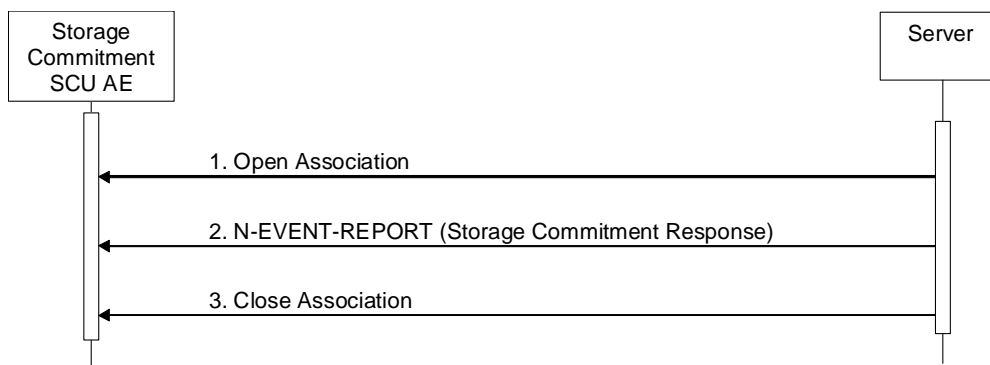 Storage
Commitment
SCU AE
Server
1. Open Association
2. N-EVENT-REPORT (Storage Commitment Response)
3. Close Association